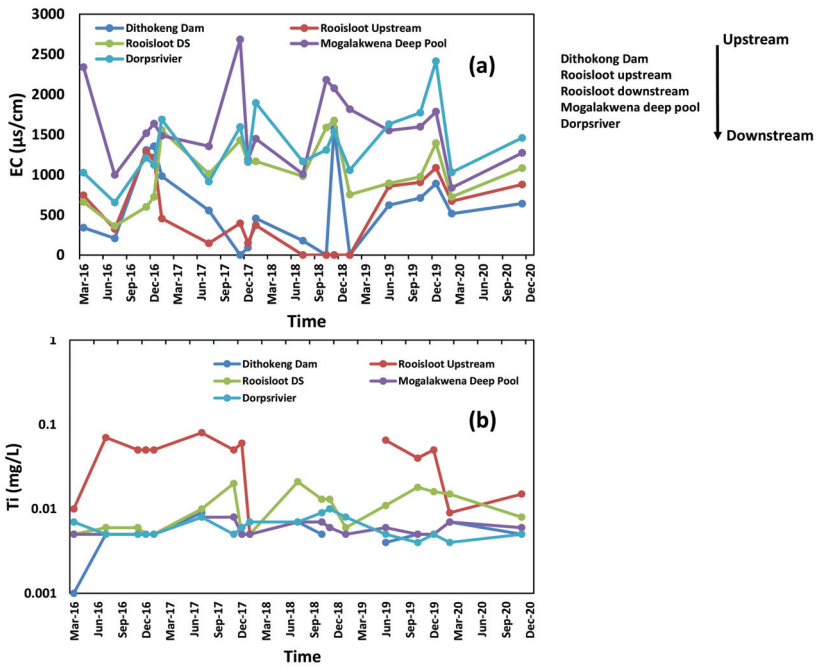 3000
2500
2000
1500
1000
500
0
EC (µs/cm)
Dithokeng Dam
Rooisloot Upstream
Rooisloot DS
Mogalakwena Deep Pool
Dorpsrivier
(a)
Mar-16
Jun-16
Sep-16
Dec-16
Mar-17
Jun-17
Sep-17
Dec-17
Mar-18
Jun-18
Sep-18
Dec-18
Mar-19
Jun-19
Sep-19
Dec-19
Mar-20
Jun-20
Sep-20
Dec-20
Time
Upstream
Dithokong Dam
Rooisloot upstream
Rooisloot downstream
Mogalakwena deep pool
Dorpsriver
Downstream
1
0.1
0.01
0.001
Ti (mg/L)
Dithokeng Dam
Rooisloot Upstream
Rooisloot DS
Mogalakwena Deep Pool
Dorpsrivier
(b)
Mar-16
Jun-16
Sep-16
Dec-16
Mar-17
Jun-17
Sep-17
Dec-17
Mar-18
Jun-18
Sep-18
Dec-18
Mar-19
Jun-19
Sep-19
Dec-19
Mar-20
Jun-20
Sep-20
Dec-20
Time